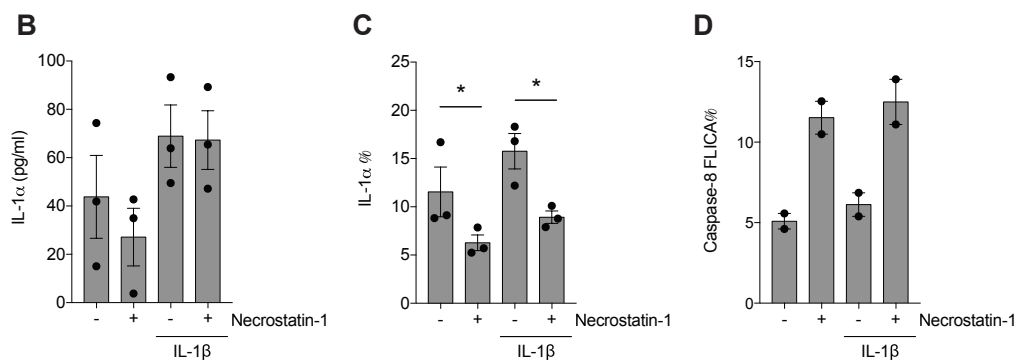 B
IL-1α (pg/ml)
100
80
60
40
20
0
- + - + Necrostatin-1
IL-1β
C
IL-1α %
25
20
15
10
5
0
* *
- + - + Necrostatin-1
IL-1β
D
Caspase-8 FLICA%
15
10
5
0
- + - + Necrostatin-1
IL-1β